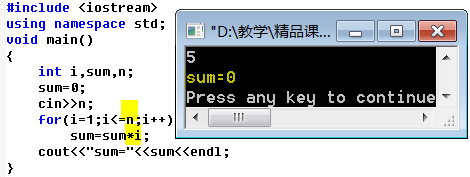 #include <iostream>
using namespace std;
void main()
{
int i,sum,n;
sum=0;
cin>>n;
for(i=1;i<=n;i++)
sum=sum*i;
cout<<"sum="<<sum<<endl;
}
"D:\教学\精品课...
5
sum=0
Press any key to continue